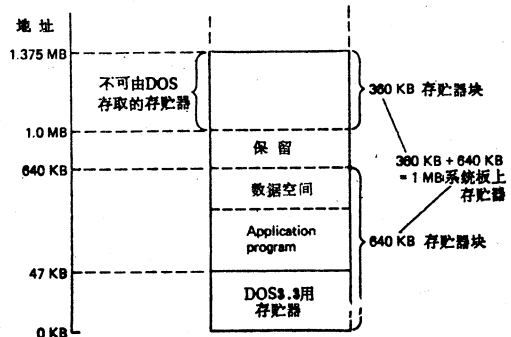 地址
1.375 MB
不可由DOS
存取的存贮器
360 KB 存贮器块
1.0 MB
保留
640 KB
360 KB + 640 KB
= 1 MB系统板上
存贮器
数据空间
Application
program
640 KB 存贮器块
47 KB
DOS3.3用
存贮器
0 KB